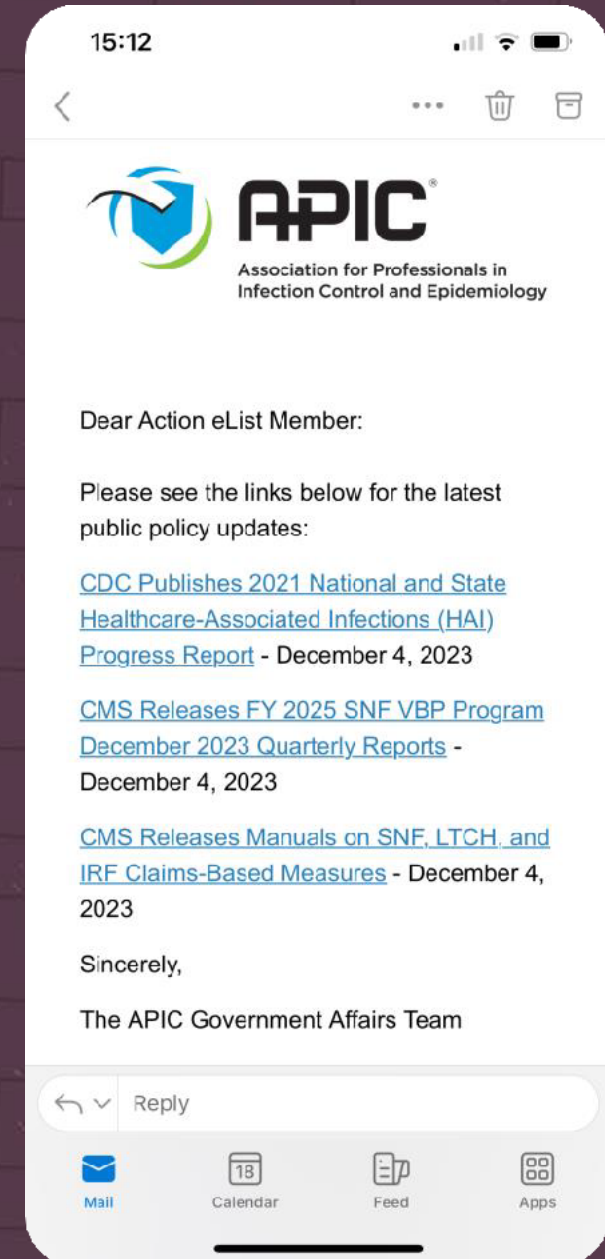 15:12
APIC®
Association for Professionals in
Infection Control and Epidemiology
Dear Action eList Member:
Please see the links below for the latest
public policy updates:
CDC Publishes 2021 National and State
Healthcare-Associated Infections (HAI)
Progress Report - December 4, 2023
CMS Releases FY 2025 SNF VBP Program
December 2023 Quarterly Reports -
December 4, 2023
CMS Releases Manuals on SNF, LTCH, and
IRF Claims-Based Measures - December 4,
2023
Sincerely,
The APIC Government Affairs Team
Reply
18
Mail Calendar Feed Apps